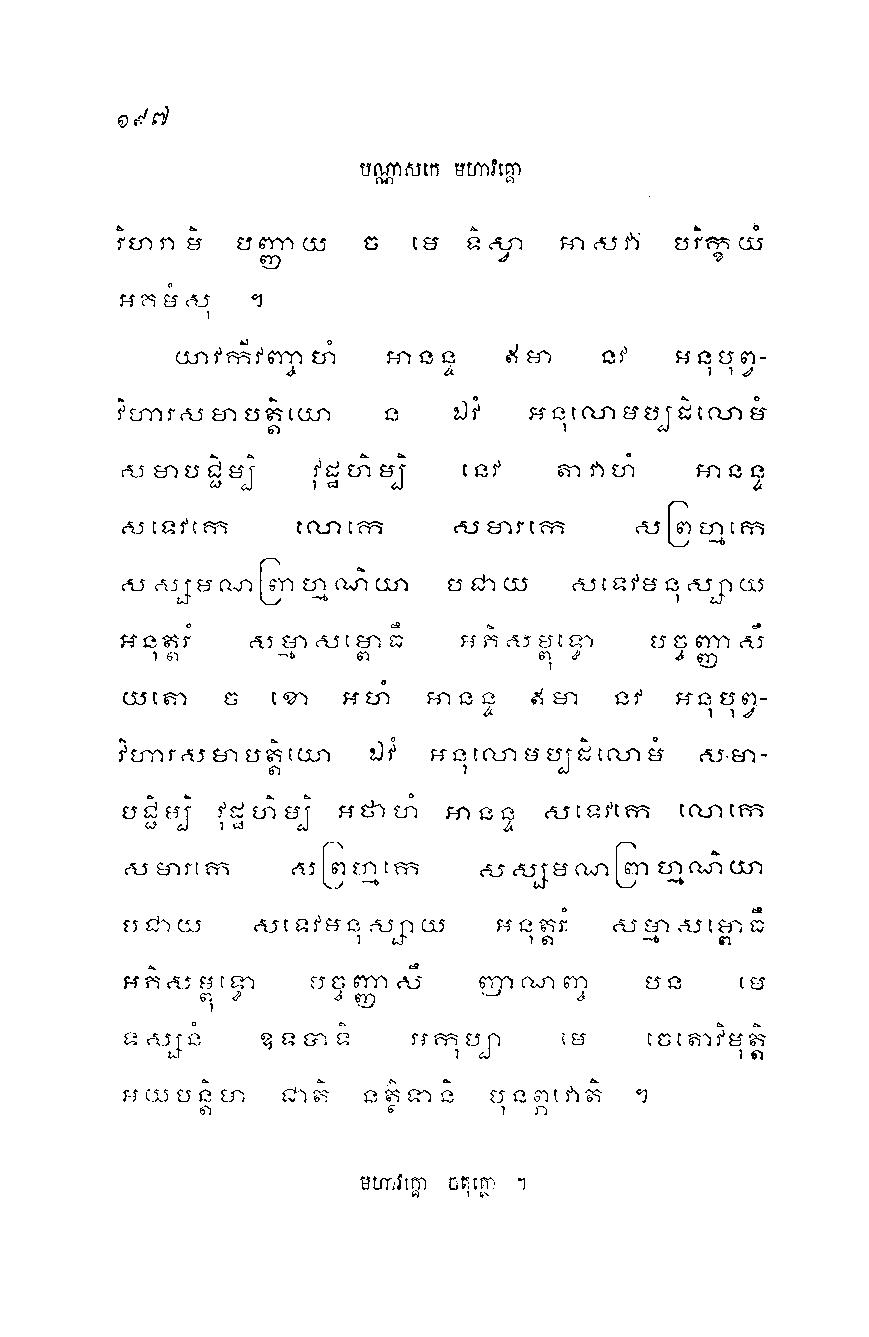 ១៩៧
បណ្ណាសកេ មហាវគ្គោ
វិហរាមិ បញ្ញាយ ច មេ ទិស្វា អាសវា បរិក្ខយំ
អគមំសុ ។
យាវកីវញ្ចាហំ អានន្ទ ឥមា នវ អនុបុព្វ-
វិហារសមាបត្តិយោ ន ឯវំ អនុលោមប្បដិលោមំ
សមាបជ្ជិម្បិ វុដ្ឋហិម្បិ នេវ តាវាហំ អានន្ទ
សទេវកេ លោកេ សមារកេ សព្រហ្មកេ
សស្សមណព្រាហ្មណិយា បជាយ សទេវមនុស្សាយ
អនុត្តរំ សម្មាសម្ពោធឹ អភិសម្ពុទ្ធោ បច្ចញ្ញាសឹ
យតោ ច ខោ អហំ អានន្ទ ឥមា នវ អនុបុព្វ-
វិហារសមាបត្តិយោ ឯវំ អនុលោមប្បដិលោមំ សមា-
បជ្ជិម្បិ វុដ្ឋហិម្បិ អថាហំ អានន្ទ សទេវកេ លោកេ
សមារកេ សព្រហ្មកេ សស្សមណព្រាហ្មណិយា
បជាយ សទេវមនុស្សាយ អនុត្តរំ សម្មាសម្ពោធឹ
អភិសម្ពុទ្ធោ បច្ចញ្ញាសឹ ញាណញ្ច បន មេ
ទស្សនំ ឧទបាទិ អកុប្បា មេ ចេតោវិមុត្តិ
អយមន្តិមា ជាតិ នត្ថិទានិ បុនព្ភវោតិ ។
មហាវគ្គោ ចតុត្ថោ ។